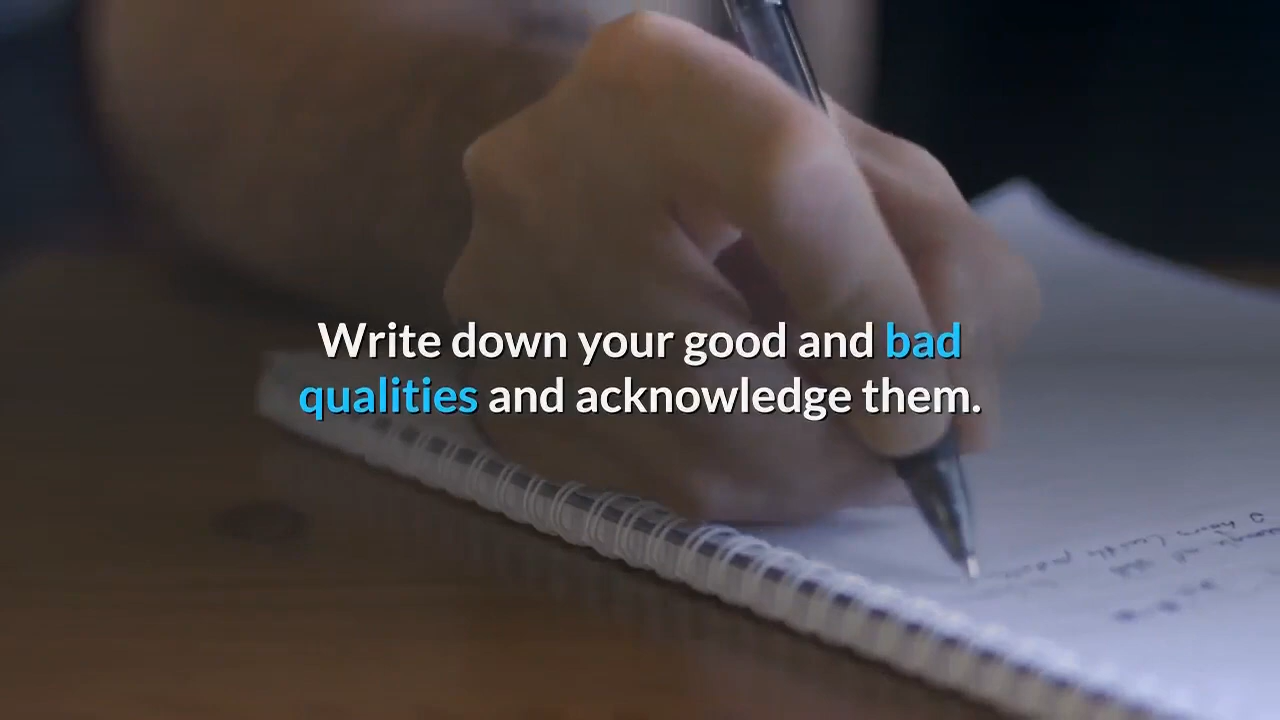 Write down your good and bad
qualities and acknowledge them.